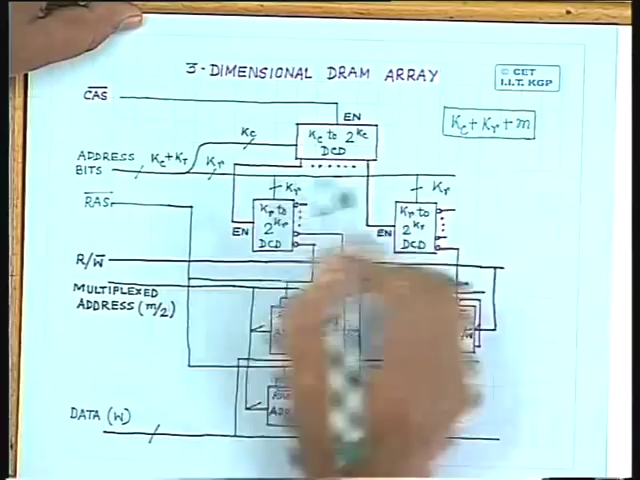 3-DIMENSIONAL DRAM ARRAY
© CET
I.I.T. KGP
CAS
EN
Kc+Kr+m
Kc
Kc to 2^Kc
DCD
ADDRESS
BITS
Kc+Kr
Kr
Kr
Kr
RAS
Kr to
2^Kr
DCD
EN
Kr to
2^Kr
DCD
EN
R/W̅
MULTIPLEXED
ADDRESS (m/2)
DATA (W)